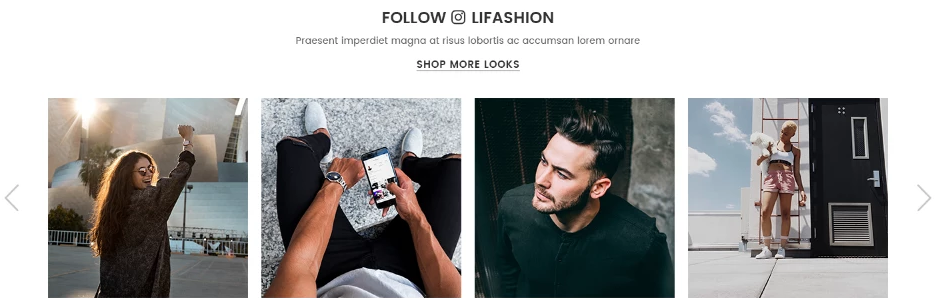 FOLLOW LIFASHION
Praesent imperdiet magna at risus lobortis ac accumsan lorem ornare
SHOP MORE LOOKS